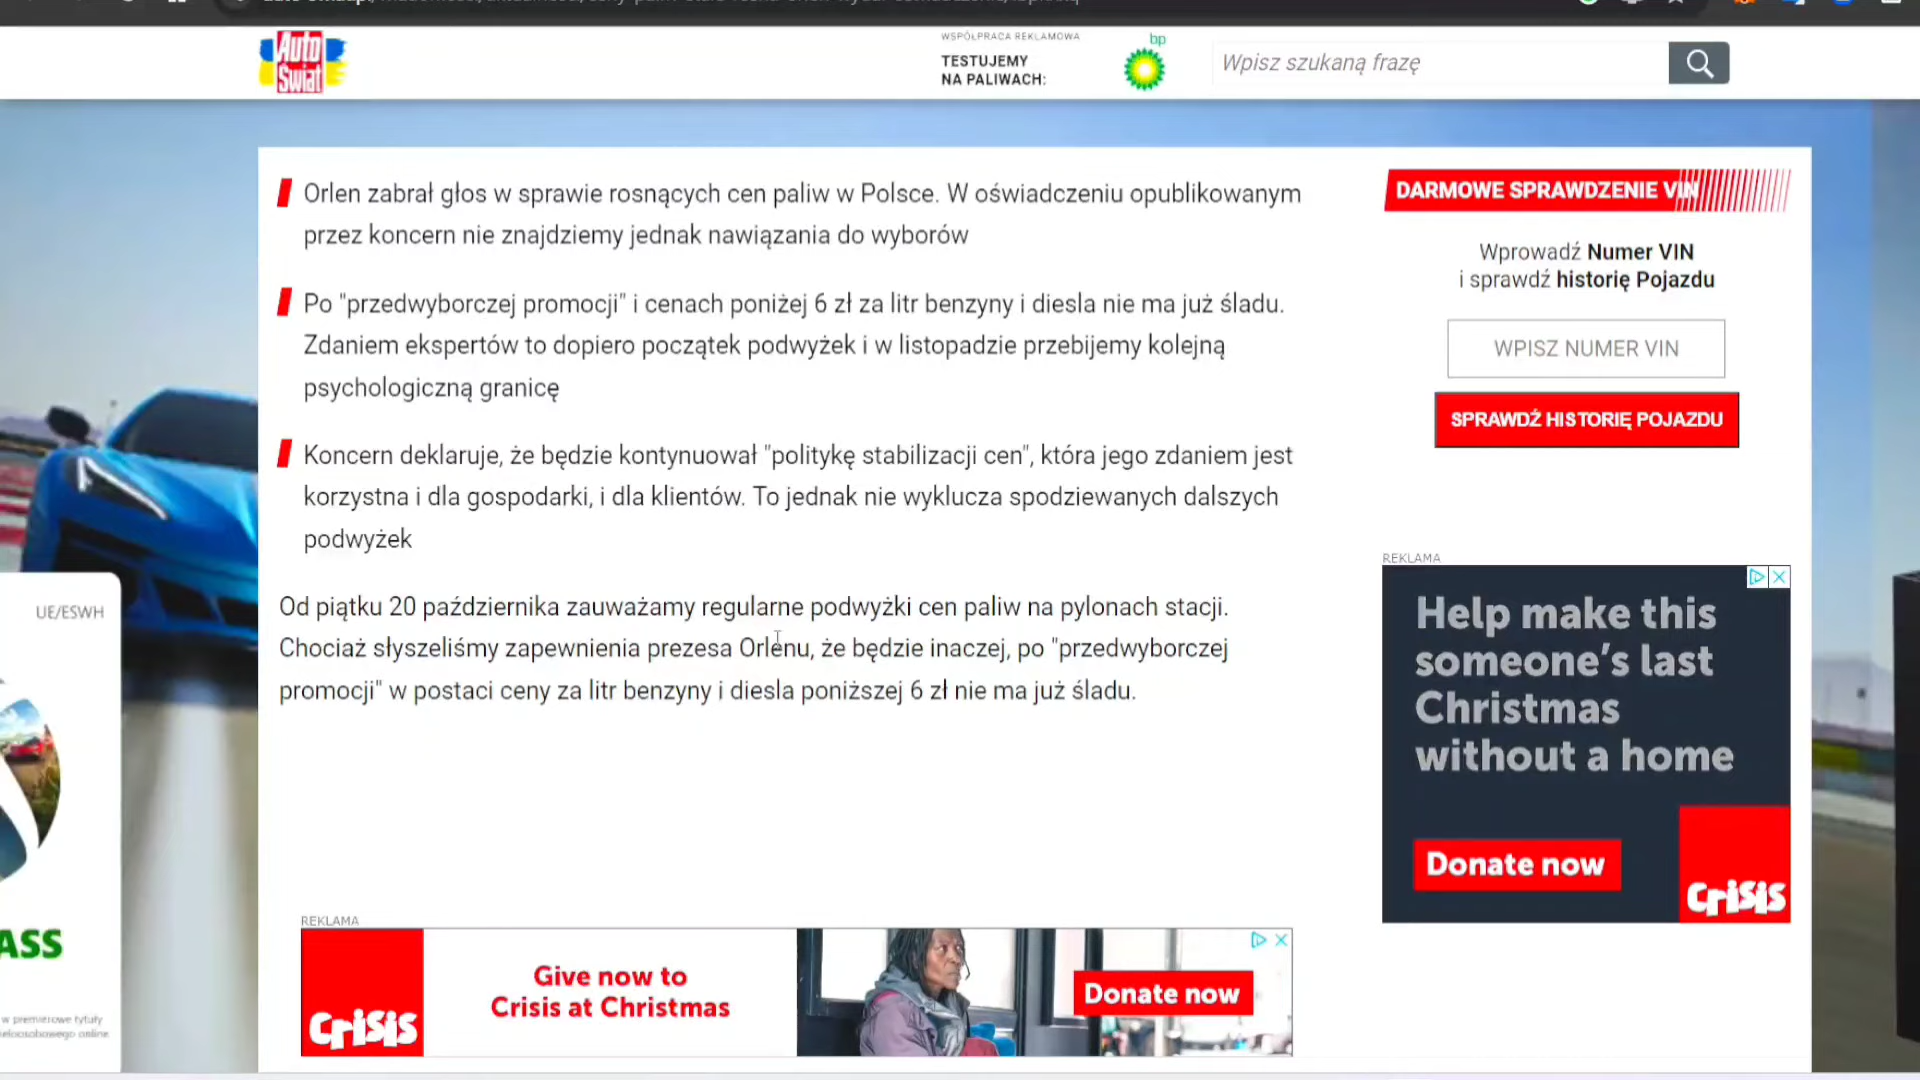 Auto
Świat
WSPÓŁPRACA REKLAMOWA
TESTUJEMY
NA PALIWACH:
bp
Wpisz szukaną frazę
Orlen zabrał głos w sprawie rosnących cen paliw w Polsce. W oświadczeniu opublikowanym
przez koncern nie znajdziemy jednak nawiązania do wyborów
Po "przedwyborczej promocji" i cenach poniżej 6 zł za litr benzyny i diesla nie ma już śladu.
Zdaniem ekspertów to dopiero początek podwyżek i w listopadzie przebijemy kolejną
psychologiczną granicę
Koncern deklaruje, że będzie kontynuował "politykę stabilizacji cen", która jego zdaniem jest
korzystna i dla gospodarki, i dla klientów. To jednak nie wyklucza spodziewanych dalszych
podwyżek
Od piątku 20 października zauważamy regularne podwyżki cen paliw na pylonach stacji.
Chociaż słyszeliśmy zapewnienia prezesa Orlenu, że będzie inaczej, po "przedwyborczej
promocji" w postaci ceny za litr benzyny i diesla poniższej 6 zł nie ma już śladu.
DARMOWE SPRAWDZENIE VIN
Wprowadź Numer VIN
i sprawdź historię Pojazdu
WPISZ NUMER VIN
SPRAWDŹ HISTORIĘ POJAZDU
REKLAMA
Help make this
someone's last
Christmas
without a home
Donate now
Crisis
UE/ESWH
ASS
w premierowe tytuły
online
REKLAMA
Crisis
Give now to
Crisis at Christmas
Donate now